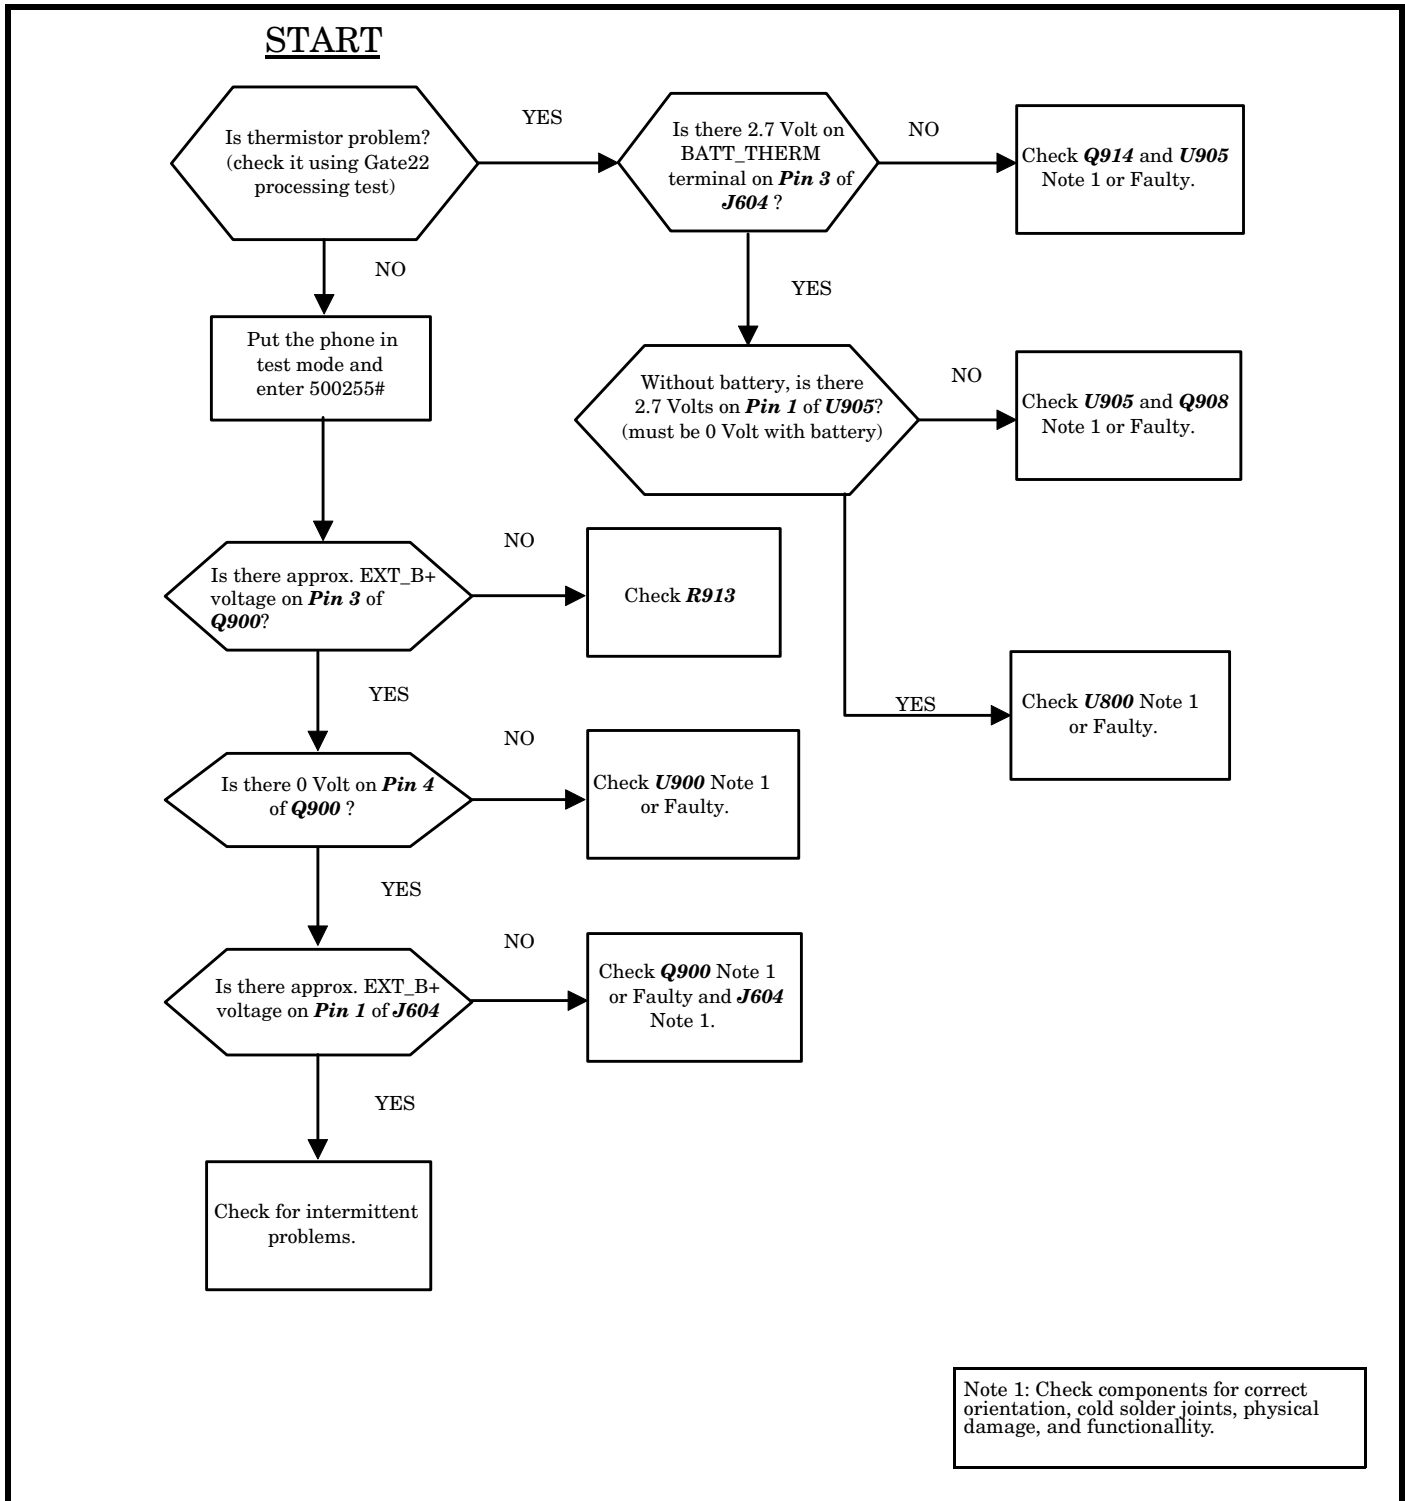 START
Is thermistor problem?
(check it using Gate22
processing test)
YES
Is there 2.7 Volt on
BATT_THERM
terminal on Pin 3 of
J604 ?
NO
Check Q914 and U905
Note 1 or Faulty.
NO
YES
Put the phone in
test mode and
enter 500255#
Without battery, is there
2.7 Volts on Pin 1 of U905?
(must be 0 Volt with battery)
NO
Check U905 and Q908
Note 1 or Faulty.
Is there approx. EXT_B+
voltage on Pin 3 of
Q900?
NO
Check R913
YES
YES
Check U800 Note 1
or Faulty.
Is there 0 Volt on Pin 4
of Q900 ?
NO
Check U900 Note 1
or Faulty.
YES
Is there approx. EXT_B+
voltage on Pin 1 of J604
NO
Check Q900 Note 1
or Faulty and J604
Note 1.
YES
Check for intermittent
problems.
Note 1: Check components for correct
orientation, cold solder joints, physical
damage, and functionallity.